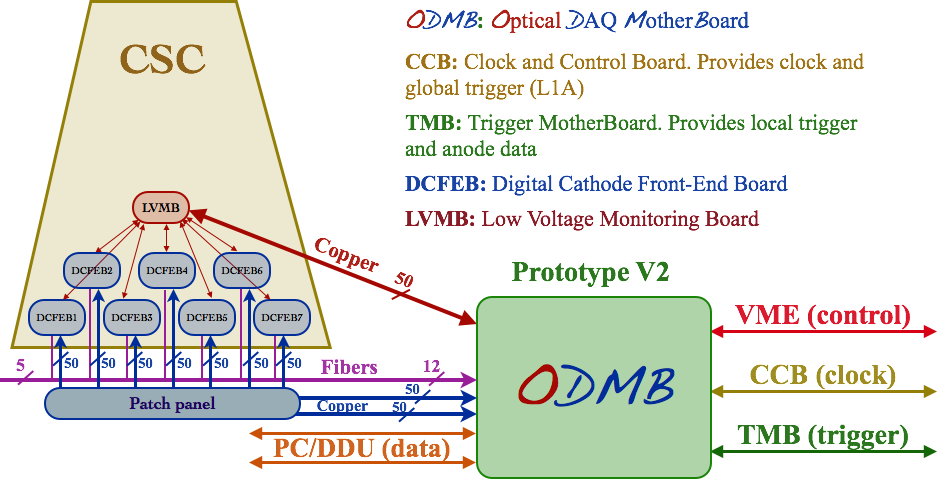 CSC
ODMB: Optical DAQ MotherBoard
CCB: Clock and Control Board. Provides clock and
global trigger (L1A)
TMB: Trigger MotherBoard. Provides local trigger
and anode data
DCFEB: Digital Cathode Front-End Board
LVMB: Low Voltage Monitoring Board
LVMB
DCFEB2
DCFEB4
DCFEB6
DCFEB1
DCFEB3
DCFEB5
DCFEB7
Copper
50
Prototype V2
ODMB
VME (control)
CCB (clock)
TMB (trigger)
50
50
50
50
50
50
50
5
Fibers
12
50
Copper
50
Patch panel
PC/DDU (data)